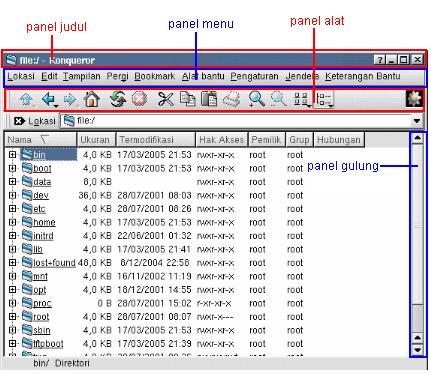 panel judul
panel menu
panel alat
file:/ - Konqueror
Lokasi Edit Tampilan Pergi Bookmark Alat bantu Pengaturan Jendela Keterangan Bantu
Lokasi file:/
Nama Ukuran Termodifikasi Hak Akses Pemilik Grup Hubungan
bin 4,0 KB 17/03/2005 21:53 rwxr-xr-x root root
boot 4,0 KB 17/03/2005 21:53 rwxr-xr-x root root
panel gulung
data 8,0 KB root root
dev 36,0 KB 28/07/2001 08:03 rwxr-xr-x root root
etc 4,0 KB 28/07/2001 08:26 rwxr-xr-x root root
home 4,0 KB 17/03/2005 21:53 rwxr-xr-x root root
initrd 4,0 KB 22/06/2001 01:32 rwxr-xr-x root root
lib 4,0 KB 17/03/2005 21:41 rwxr-xr-x root root
lost+found 48,0 KB 8/12/2004 22:58 rwxr-xr-x root root
mnt 4,0 KB 16/11/2002 11:19 rwxr-xr-x root root
opt 4,0 KB 18/12/2001 14:55 rwxr-xr-x root root
proc 0 B 28/07/2001 15:02 r-xr-xr-x root root
root 4,0 KB 28/07/2001 08:07 rwxr-x--- root root
sbin 4,0 KB 17/03/2005 21:53 rwxr-xr-x root root
tftpboot 4,0 KB 17/03/2005 21:39 rwxr-xr-x root root
bin/ Direktori